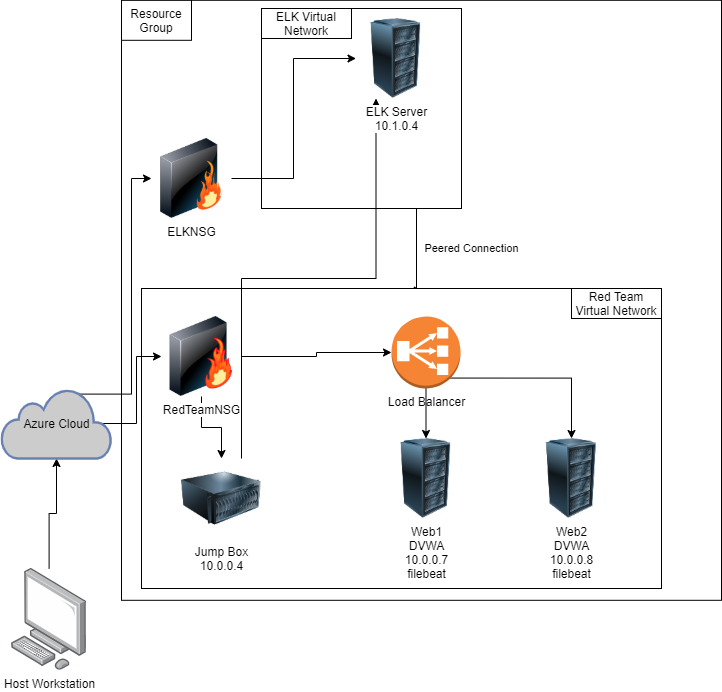 Resource
Group
ELK Virtual
Network
ELK Server
10.1.0.4
ELKNSG
Peered Connection
Red Team
Virtual Network
RedTeamNSG
Load Balancer
Azure Cloud
Jump Box
10.0.0.4
Web1
DVWA
10.0.0.7
filebeat
Web2
DVWA
10.0.0.8
filebeat
Host Workstation